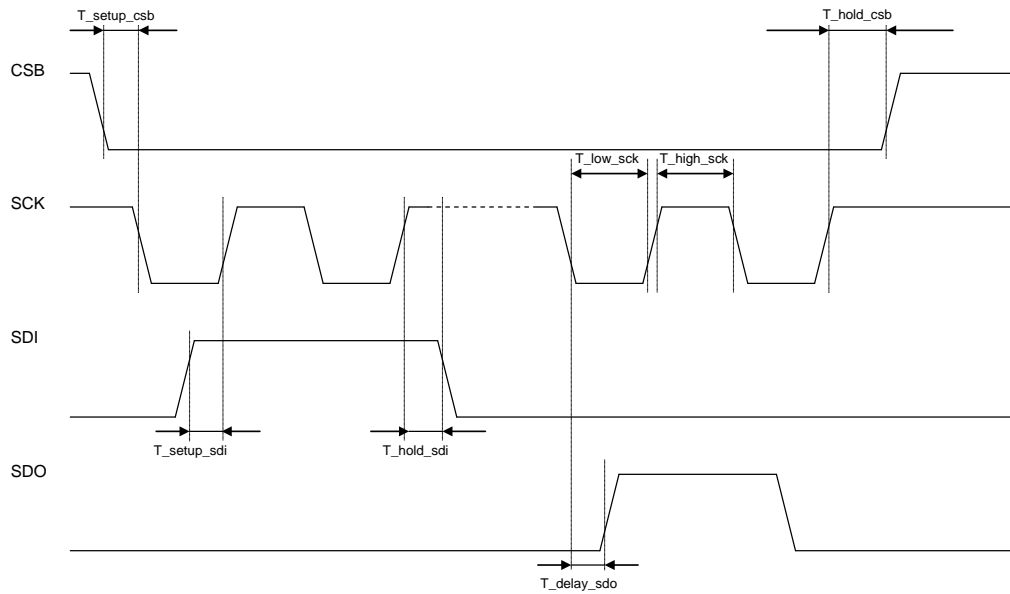 T_setup_csb
T_hold_csb
CSB
T_low_sck
T_high_sck
SCK
SDI
T_setup_sdi
T_hold_sdi
SDO
T_delay_sdo